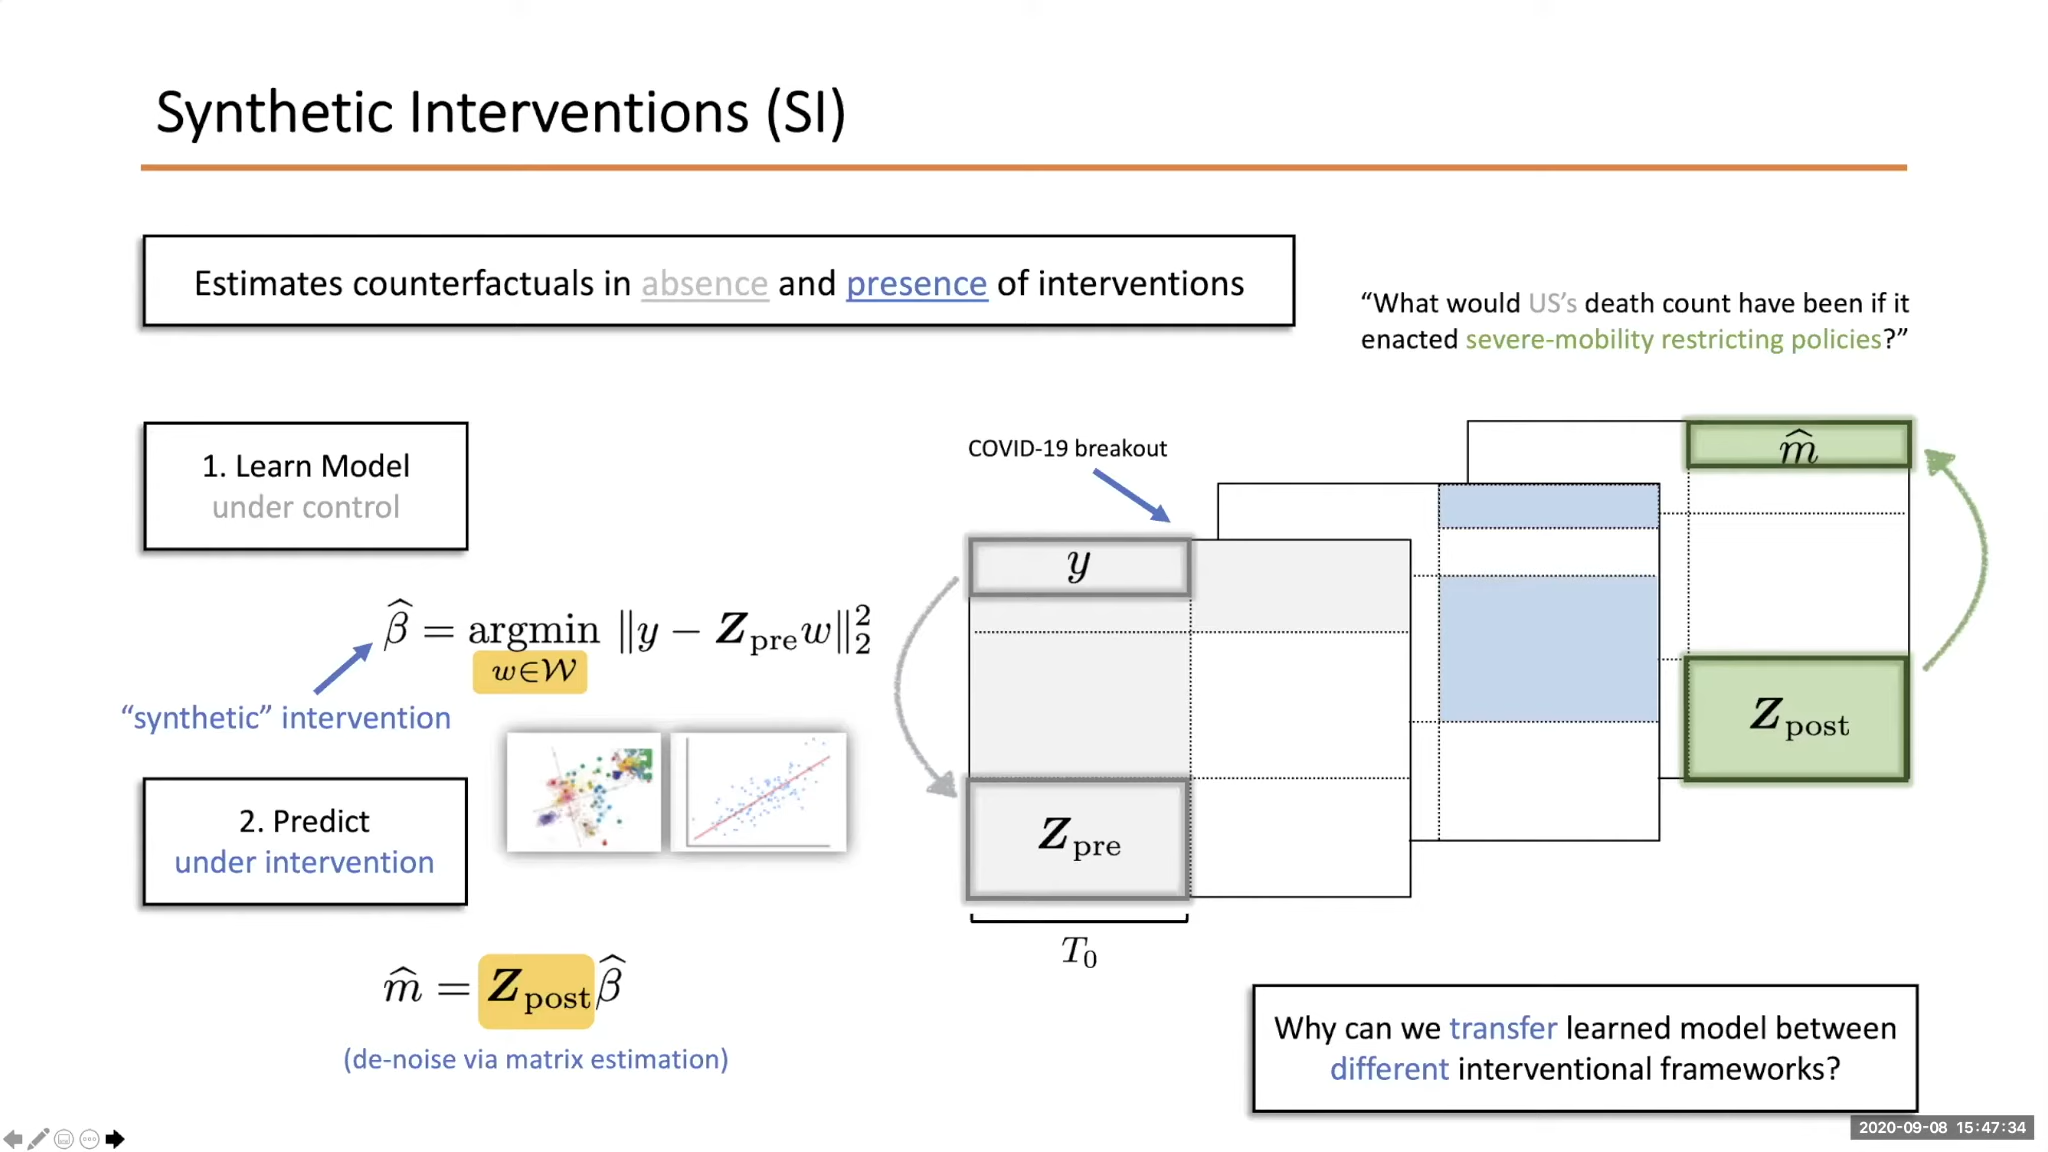 Synthetic Interventions (SI)
Estimates counterfactuals in absence and presence of interventions
“What would US’s death count have been if it
enacted severe-mobility restricting policies?”
1. Learn Model
under control
β̂ = argmin ‖y − Z_pre w‖₂²
w∈𝒲
“synthetic” intervention
2. Predict
under intervention
m̂ = Z_post β̂
(de-noise via matrix estimation)
COVID-19 breakout
y
Z_pre
T₀
m̂
Z_post
Why can we transfer learned model between
different interventional frameworks?
2020-09-08 15:47:34